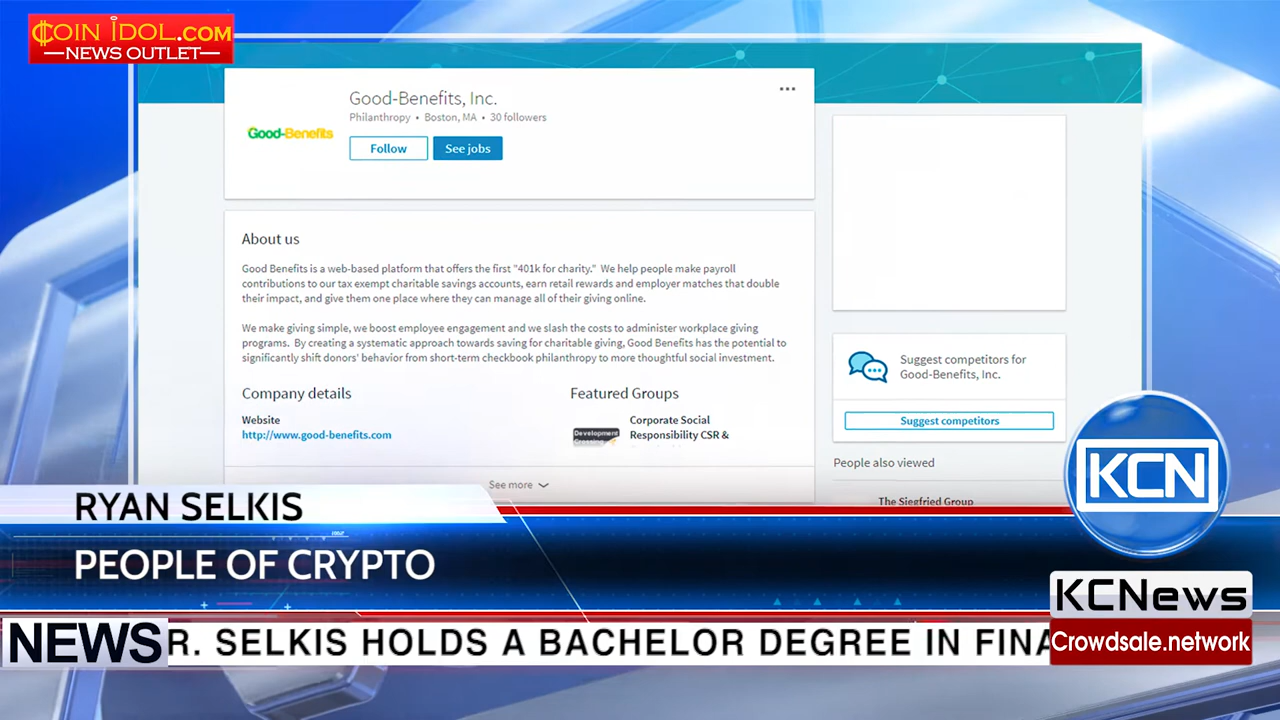 COIN IDOL.COM
NEWS OUTLET
Good-Benefits, Inc.
Philanthropy • Boston, MA • 30 followers
Good-Benefits
Follow
See jobs
About us
Good Benefits is a web-based platform that offers the first "401k for charity."  We help people make payroll
contributions to our tax exempt charitable savings accounts, earn retail rewards and employer matches that double
their impact, and give them one place where they can manage all of their giving online.
We make giving simple, we boost employee engagement and we slash the costs to administer workplace giving
programs.  By creating a systematic approach towards saving for charitable giving, Good Benefits has the potential to
significantly shift donors' behavior from short-term checkbook philanthropy to more thoughtful social investment.
Company details
Website
http://www.good-benefits.com
Featured Groups
Development
Corporate Social
Responsibility CSR &
See more
Suggest competitors for
Good-Benefits, Inc.
Suggest competitors
People also viewed
The Siegfried Group
KCN
RYAN SELKIS
PEOPLE OF CRYPTO
KCNews
Crowdsale.network
NEWS
R. SELKIS HOLDS A BACHELOR DEGREE IN FINA